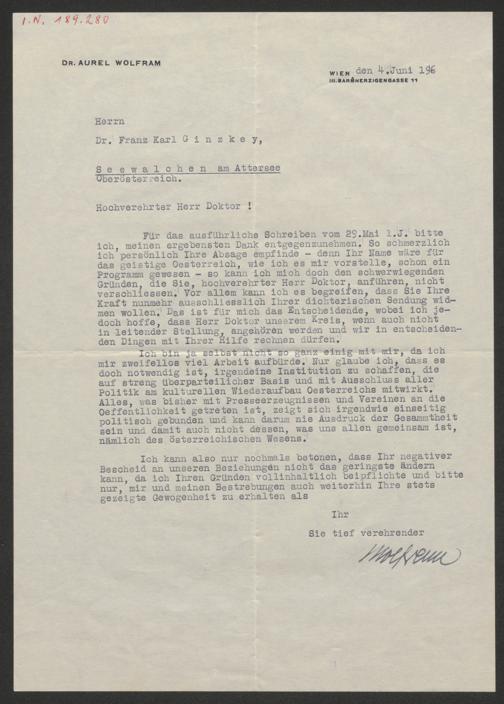 I.N. 189.280
DR. AUREL WOLFRAM
WIEN den 4.Juni 196
III. BARMHERZIGENGASSE 11
Herrn
Dr. Franz Karl G i n z k e y,
S e e w a l c h e n am Attersee
Oberösterreich.
Hochverehrter Herr Doktor !
Für das ausführliche Schreiben vom 29.Mai l.J. bitte
ich, meinen ergebensten Dank entgegenzunehmen. So schmerzlich
ich persönlich Ihre Absage empfinde - denn Ihr Name wäre für
das geistige Oesterreich, wie ich es mir vorstelle, schon ein
Programm gewesen - so kann ich mich doch den schwerwiegenden
Gründen, die Sie, hochverehrter Herr Doktor, anführen, nicht
verschliessen. Vor allem kann ich es begreifen, dass Sie Ihre
Kraft nunmehr ausschliesslich Ihrer dichterischen Sendung wid-
men wollen. Das ist für mich das Entscheidende, wobei ich je-
doch hoffe, dass Herr Doktor unserem Kreis, wenn auch nicht
in leitender Stellung, angehören werden und wir in entscheiden-
den Dingen mit Ihrer Hilfe rechnen dürfen.
Ich bin ja selbst nicht so ganz einig mit mir, da ich
mir zweifellos viel Arbeit aufbürde. Nur glaube ich, dass es
doch notwendig ist, irgendeine Institution zu schaffen, die
auf streng überparteilicher Basis und mit Ausschluss aller
Politik am kulturellen Wiederaufbau Oesterreichs mitwirkt.
Alles, was bisher mit Presseerzeugnissen und Vereinen an die
Oeffentlichkeit getreten ist, zeigt sich irgendwie einseitig
politisch gebunden und kann darum nie Ausdruck der Gesammtheit
sein und damit auch nicht dessen, was uns allen gemeinsam ist,
nämlich des österreichischen Wesens.
Ich kann also nur nochmals betonen, dass Ihr negativer
Bescheid an unseren Beziehungen nicht das geringste ändern
kann, da ich Ihren Gründen vollinhaltlich beipflichte und bitte
nur, mir und meinen Bestrebungen auch weiterhin Ihre stets
gezeigte Gewogenheit zu erhalten als
Ihr
Sie tief verehrender
Wolfram